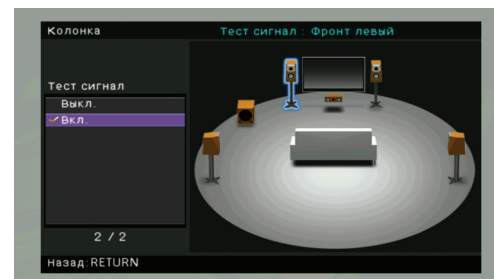 Колонка
Тест сигнал : Фронт левый
Тест сигнал
Выкл.
Вкл.
2 / 2
Назад:RETURN